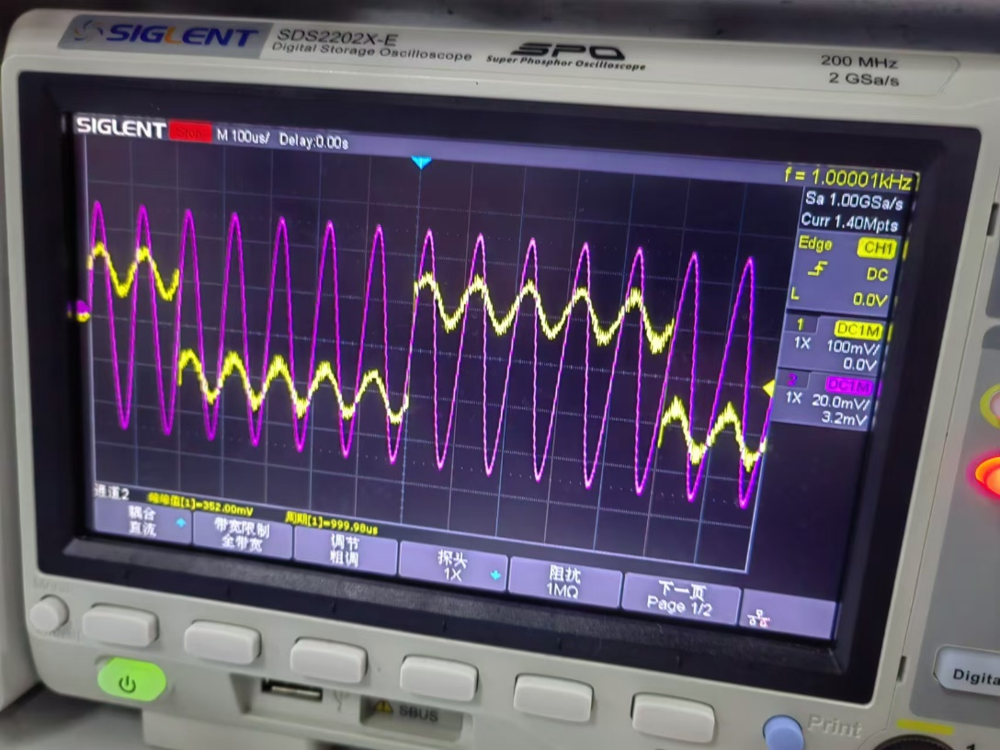 SIGLENT
SDS2202X-E
Digital Storage Oscilloscope
SPO
Super Phosphor Oscilloscope
200 MHz
2 GSa/s
SIGLENT Stop M 100us/ Delay:0.00s
f = 1.00001kHz
Sa 1.00GSa/s
Curr 1.40Mpts
Edge CH1
DC
L 0.0V
1 DC1M
1X 100mV/
0.0V
2 DC1M
1X 20.0mV/
3.2mV
通道2 峰峰值[1]=352.00mV 周期[1]=999.98us
耦合
直流
带宽限制
全带宽
调节
粗调
探头
1X
阻抗
1MΩ
下一页
Page 1/2
SBUS
Print
Digita
1